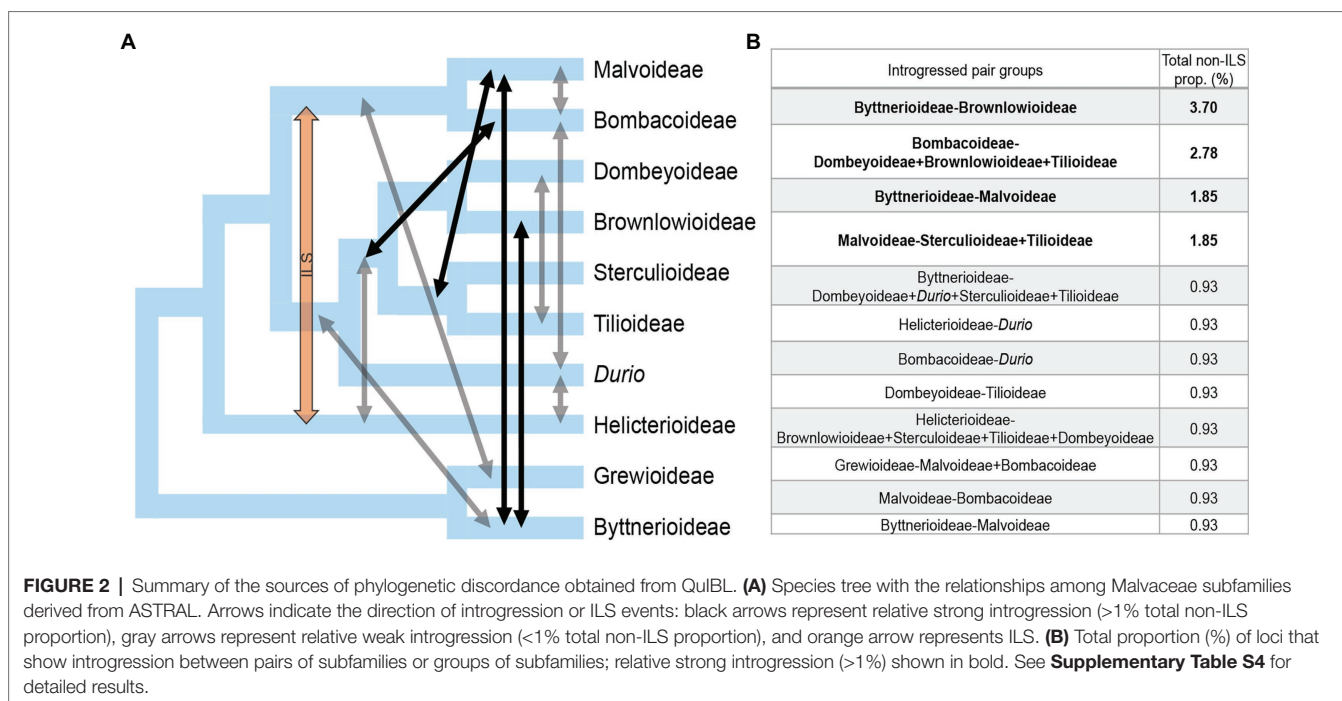 A
Malvoideae
Bombacoideae
Dombeyoideae
Brownlowioideae
Sterculioideae
Tilioideae
Durio
Helicterioideae
Grewioideae
Byttnerioideae
ILS
B
Introgressed pair groups
Total non-ILS
prop. (%)
Byttnerioideae-Brownlowioideae
3.70
Bombacoideae-
Dombeyoideae+Brownlowioideae+Tilioideae
2.78
Byttnerioideae-Malvoideae
1.85
Malvoideae-Sterculioideae+Tilioideae
1.85
Byttnerioideae-
Dombeyoideae+Durio+Sterculioideae+Tilioideae
0.93
Helicterioideae-Durio
0.93
Bombacoideae-Durio
0.93
Dombeyoideae-Tilioideae
0.93
Helicterioideae-
Brownlowioideae+Sterculoideae+Tilioideae+Dombeyoideae
0.93
Grewioideae-Malvoideae+Bombacoideae
0.93
Malvoideae-Bombacoideae
0.93
Byttnerioideae-Malvoideae
0.93
FIGURE 2 | Summary of the sources of phylogenetic discordance obtained from QuIBL. (A) Species tree with the relationships among Malvaceae subfamilies
derived from ASTRAL. Arrows indicate the direction of introgression or ILS events: black arrows represent relative strong introgression (>1% total non-ILS
proportion), gray arrows represent relative weak introgression (<1% total non-ILS proportion), and orange arrow represents ILS. (B) Total proportion (%) of loci that
show introgression between pairs of subfamilies or groups of subfamilies; relative strong introgression (>1%) shown in bold. See Supplementary Table S4 for
detailed results.